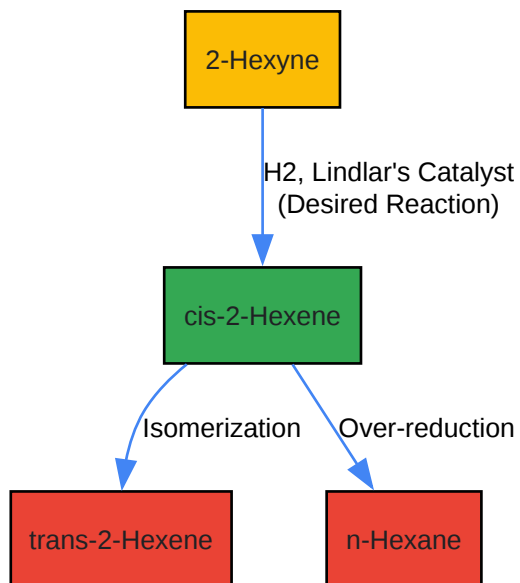 2-Hexyne
H2, Lindlar's Catalyst
(Desired Reaction)
cis-2-Hexene
Isomerization
Over-reduction
trans-2-Hexene
n-Hexane